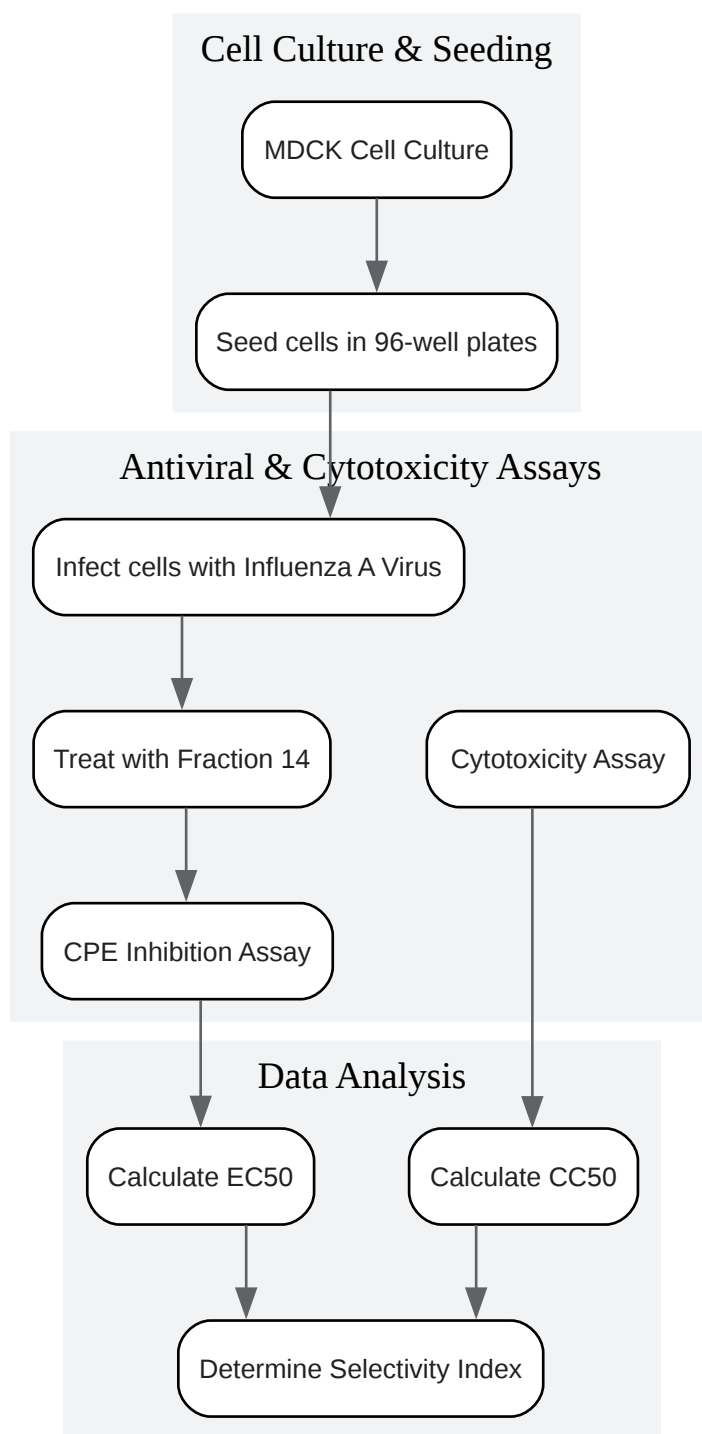 Cell Culture & Seeding
MDCK Cell Culture
Seed cells in 96-well plates
Antiviral & Cytotoxicity Assays
Infect cells with Influenza A Virus
Treat with Fraction 14
Cytotoxicity Assay
CPE Inhibition Assay
Data Analysis
Calculate EC50
Calculate CC50
Determine Selectivity Index